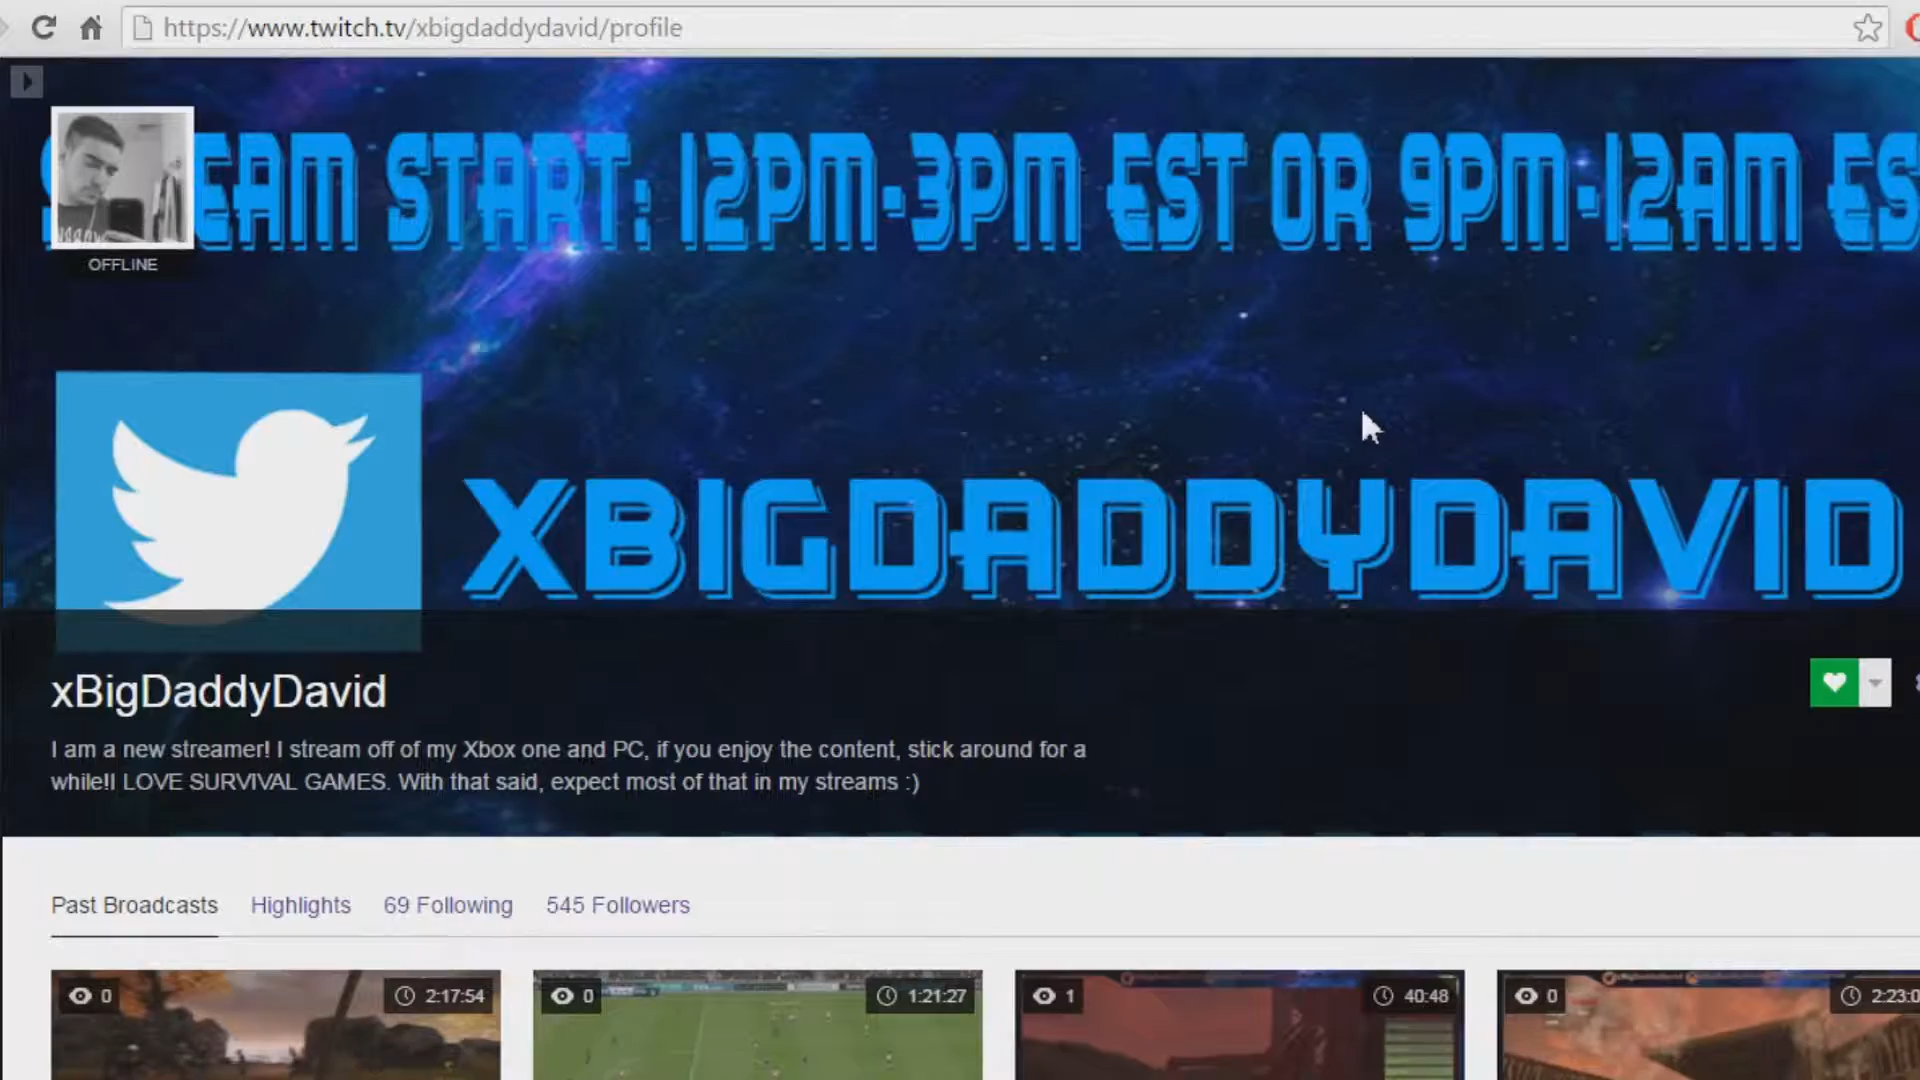 https://www.twitch.tv/xbigdaddydavid/profile
EAM START: 12PM-3PM EST OR 9PM-12AM ES
OFFLINE
XBIGDADDYDAVID
xBigDaddyDavid
I am a new streamer! I stream off of my Xbox one and PC, if you enjoy the content, stick around for a
while!I LOVE SURVIVAL GAMES. With that said, expect most of that in my streams :)
Past Broadcasts Highlights 69 Following 545 Followers
0 2:17:54 0 1:21:27 1 40:48 0 2:23:0